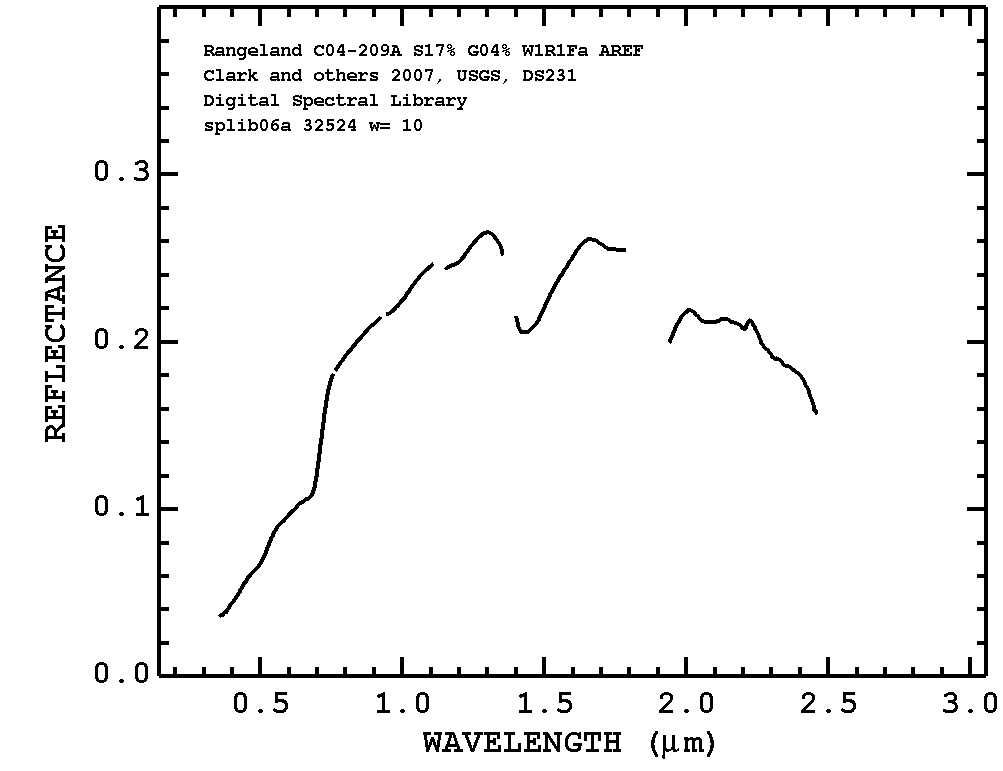 Rangeland C04-209A S17% G04% W1R1Fa AREF
Clark and others 2007, USGS, DS231
Digital Spectral Library
splib06a 32524 w= 10
0.3
0.2
0.1
0.0
REFLECTANCE
0.5 1.0 1.5 2.0 2.5 3.0
WAVELENGTH (μm)